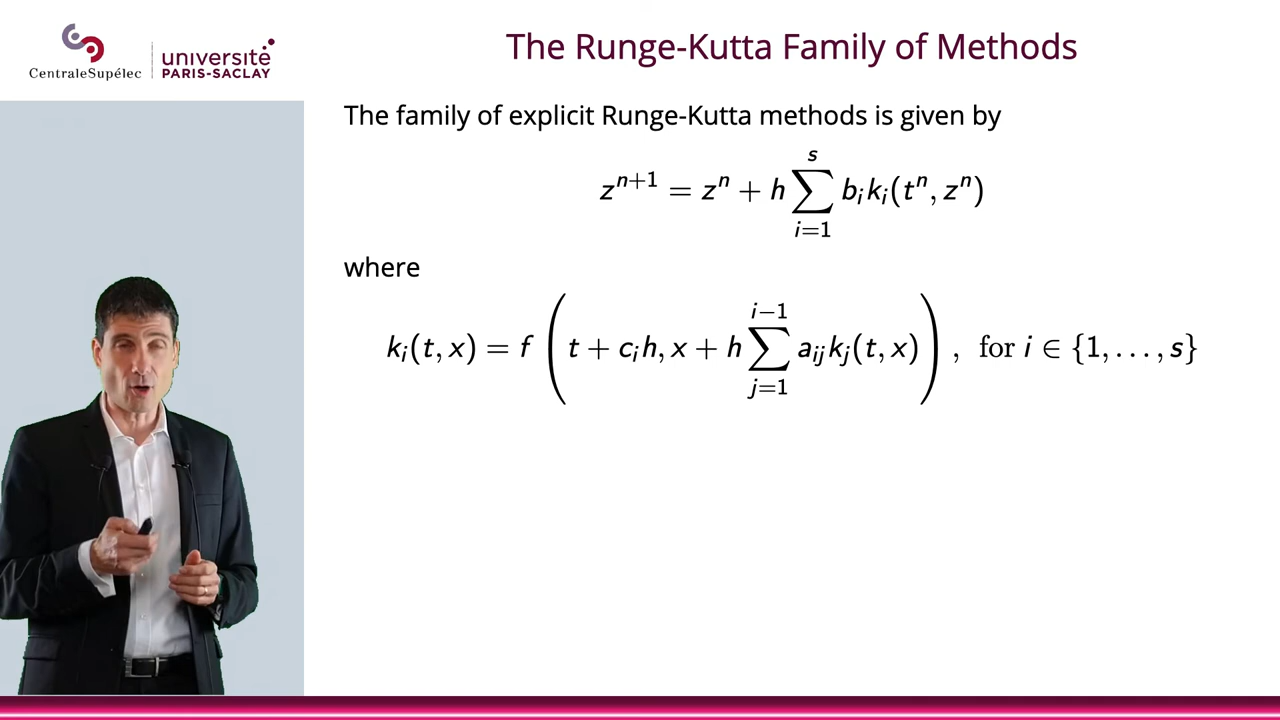 CentraleSupélec
université
PARIS-SACLAY
The Runge-Kutta Family of Methods
The family of explicit Runge-Kutta methods is given by
$z^{n+1} = z^n + h \sum_{i=1}^{s} b_i k_i(t^n, z^n)$
where
$k_i(t, x) = f\left(t + c_i h, x + h \sum_{j=1}^{i-1} a_{ij} k_j(t, x)\right), \text{ for } i \in \{1, \ldots, s\}$